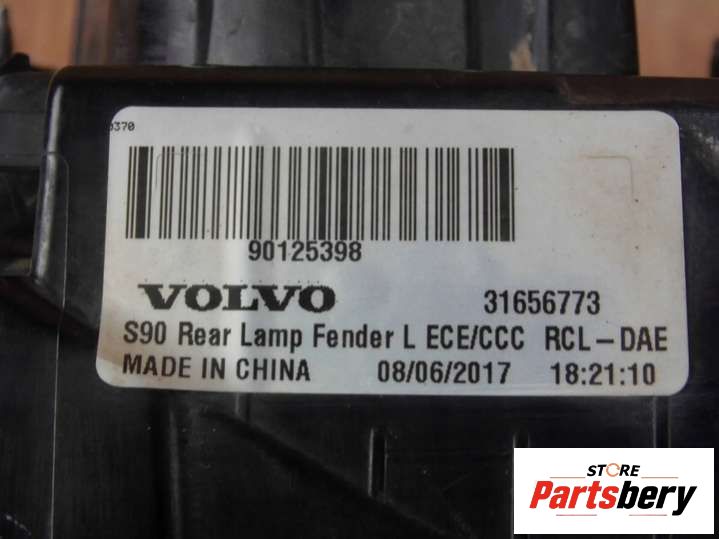 0370
90125398
VOLVO 31656773
S90 Rear Lamp Fender L ECE/CCC RCL-DAE
MADE IN CHINA 08/06/2017 18:21:10
STORE
Partsbery